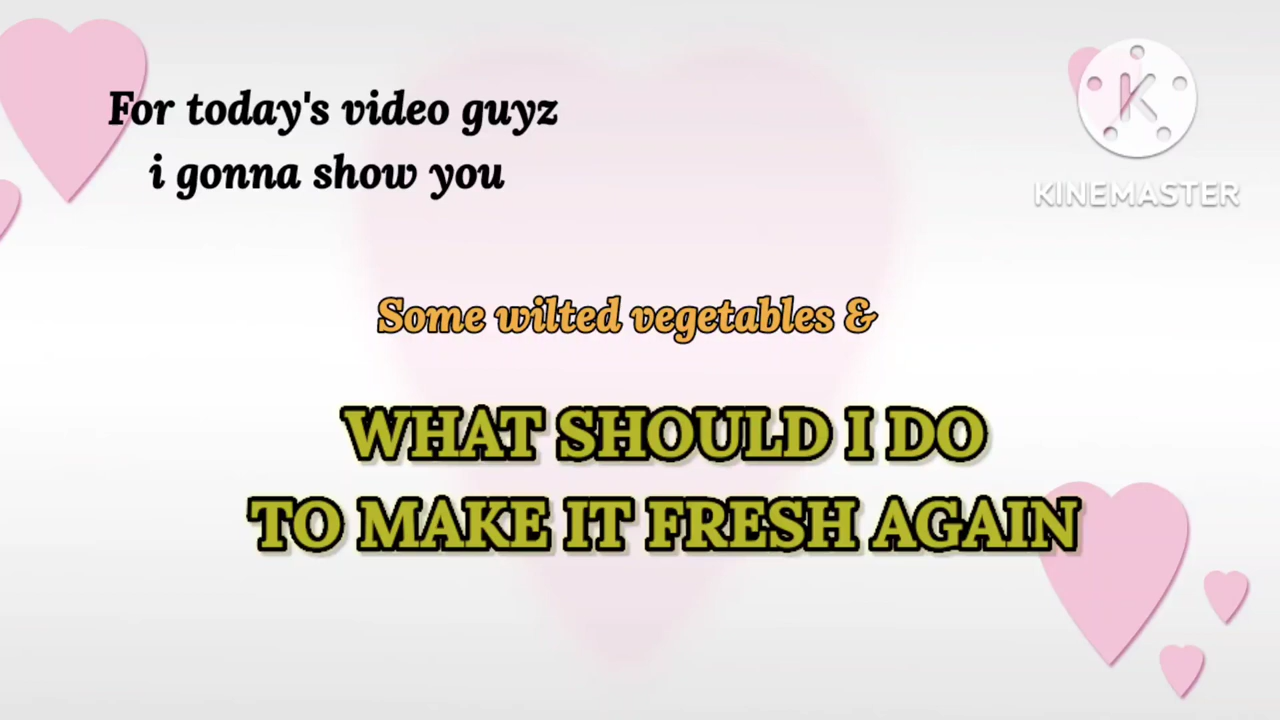 For today's video guyz
i gonna show you
KINEMASTER
Some wilted vegetables &
WHAT SHOULD I DO
TO MAKE IT FRESH AGAIN